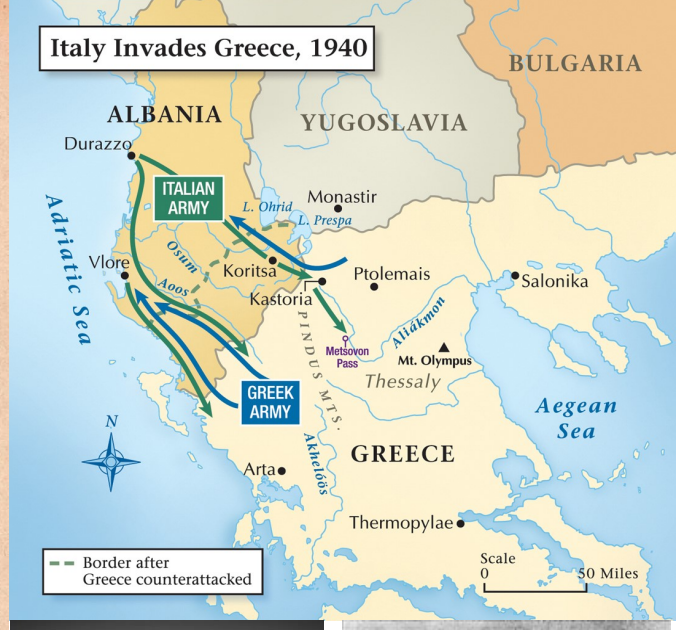 Italy Invades Greece, 1940
BULGARIA
ALBANIA
YUGOSLAVIA
Durazzo
ITALIAN
ARMY
Monastir
L. Ohrid
L. Prespa
Adriatic Sea
Osum
Vlore
Koritsa
Aoos
Ptolemais
Salonika
Kastoria
Aliákmon
PINDUS MTS.
Metsovon
Pass
Mt. Olympus
Thessaly
GREEK
ARMY
Aegean
Sea
N
Akhelóös
GREECE
Arta
Thermopylae
Border after
Greece counterattacked
Scale
0 50 Miles